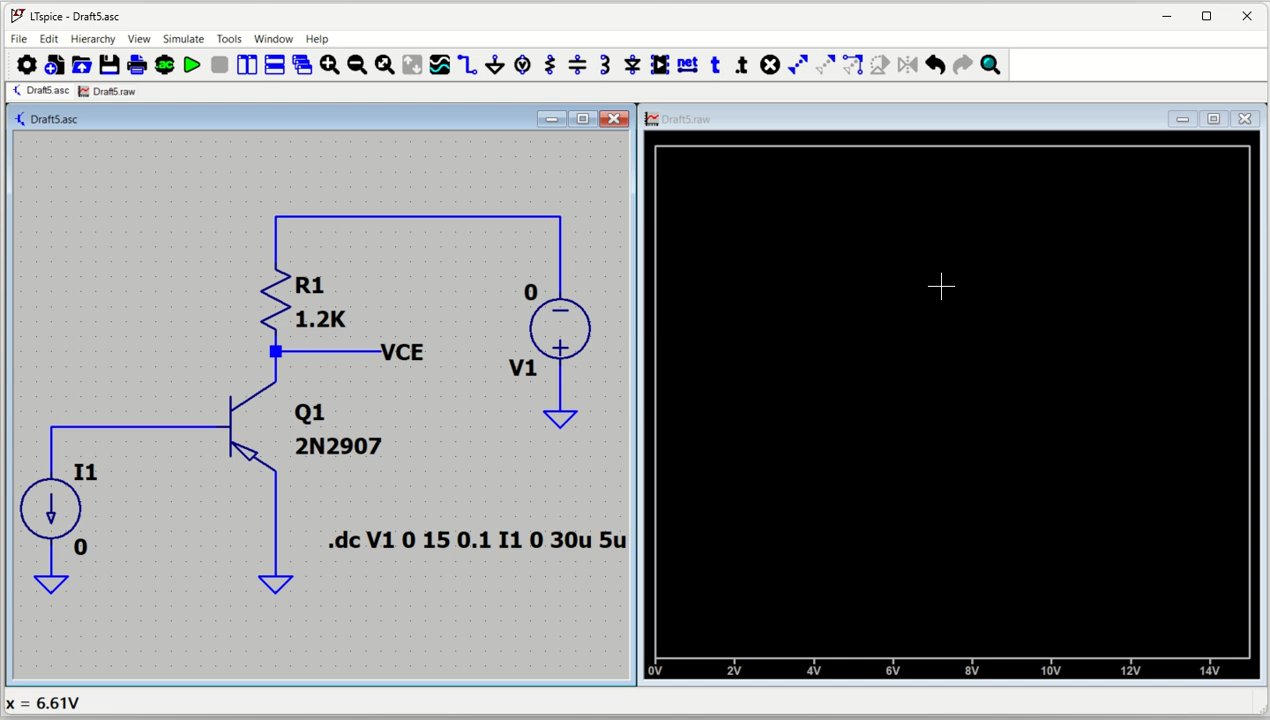 LTspice - Draft5.asc
File Edit Hierarchy View Simulate Tools Window Help
.ac net t .t
Draft5.asc Draft5.raw
Draft5.asc
Draft5.raw
R1
1.2K
VCE
0
V1
Q1
2N2907
I1
0
.dc V1 0 15 0.1 I1 0 30u 5u
0V 2V 4V 6V 8V 10V 12V 14V
x = 6.61V